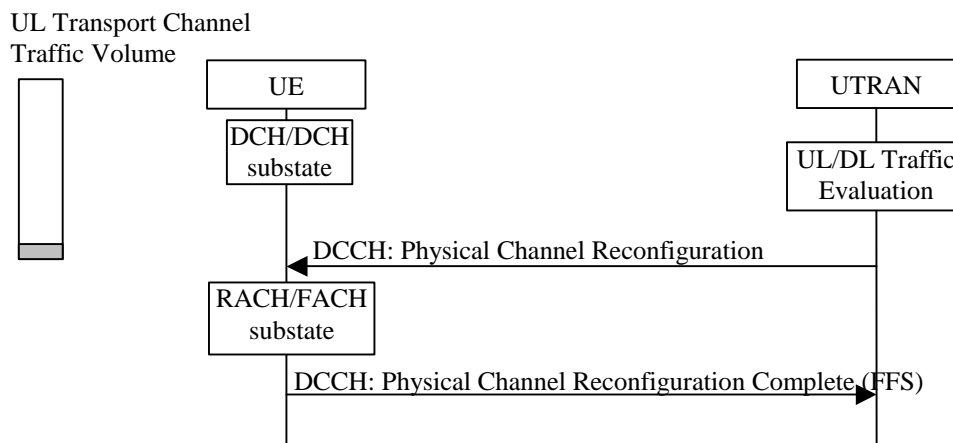 UL Transport Channel
Traffic Volume
UE
UTRAN
DCH/DCH
substate
UL/DL Traffic
Evaluation
DCCH: Physical Channel Reconfiguration
RACH/FACH
substate
DCCH: Physical Channel Reconfiguration Complete (FFS)